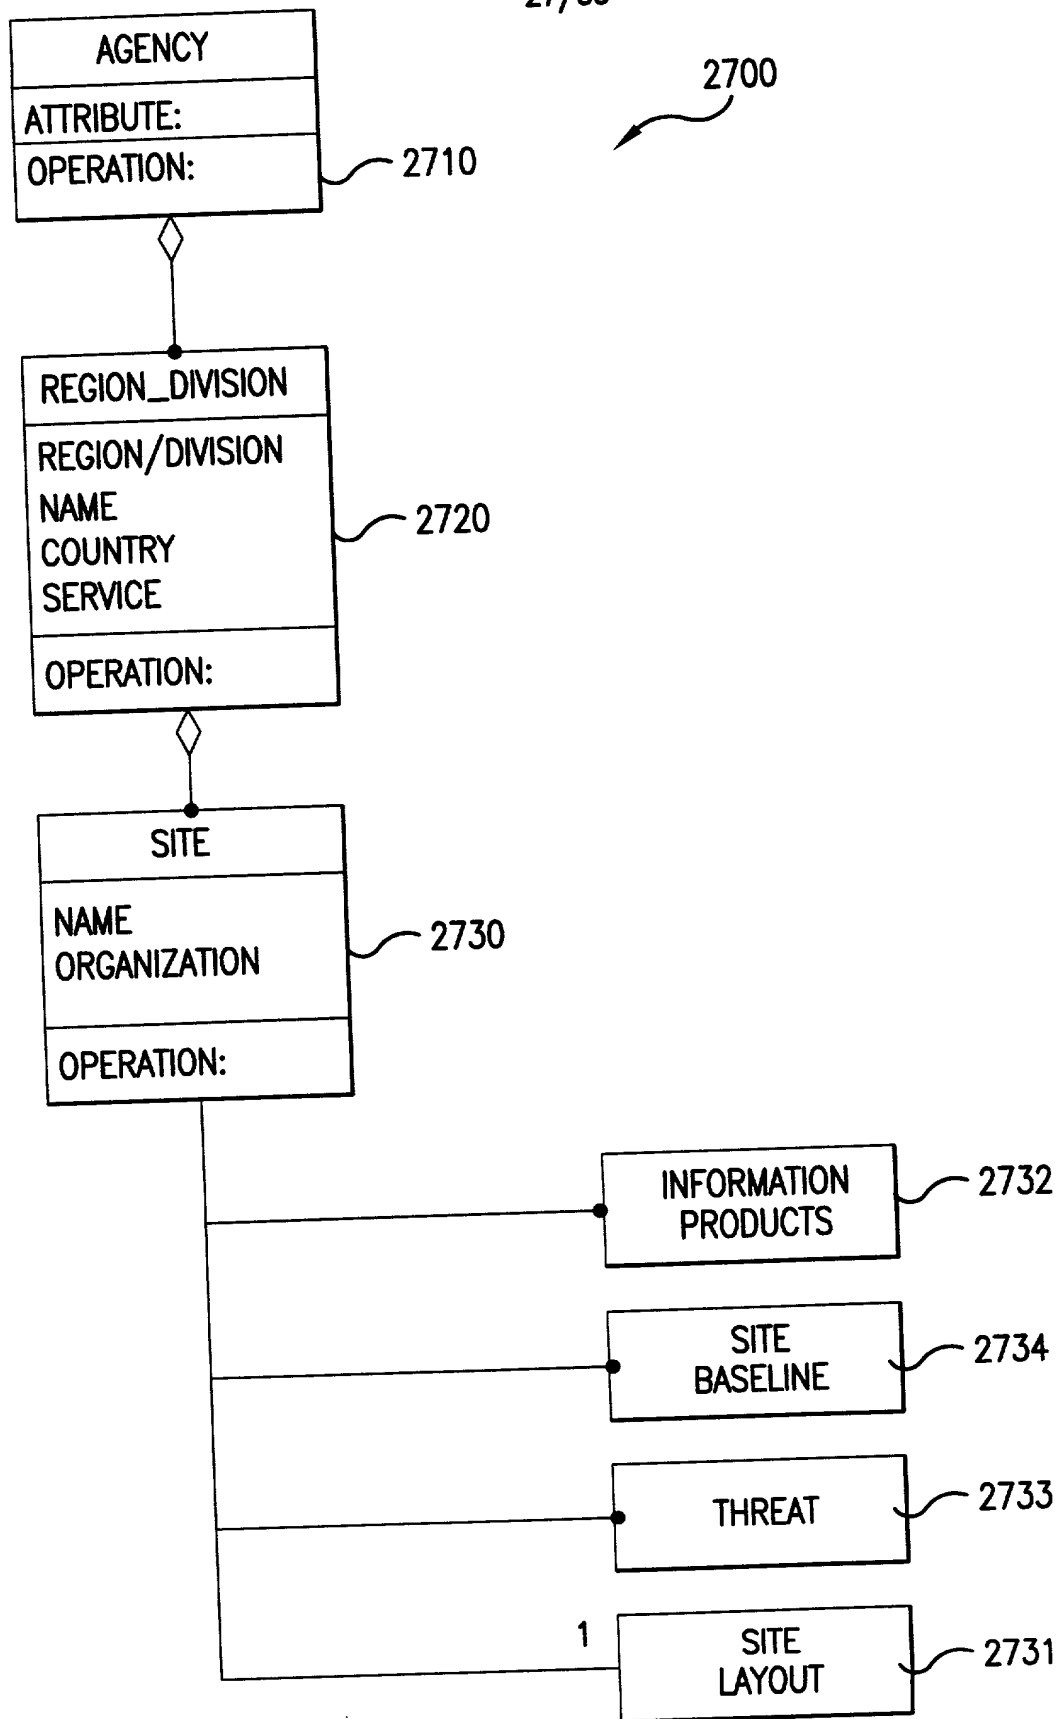 AGENCY
2700
ATTRIBUTE:
OPERATION:
2710
REGION_DIVISION
REGION/DIVISION
NAME
COUNTRY
SERVICE
2720
OPERATION:
SITE
NAME
ORGANIZATION
2730
OPERATION:
INFORMATION
PRODUCTS
2732
SITE
BASELINE
2734
THREAT
2733
1
SITE
LAYOUT
2731